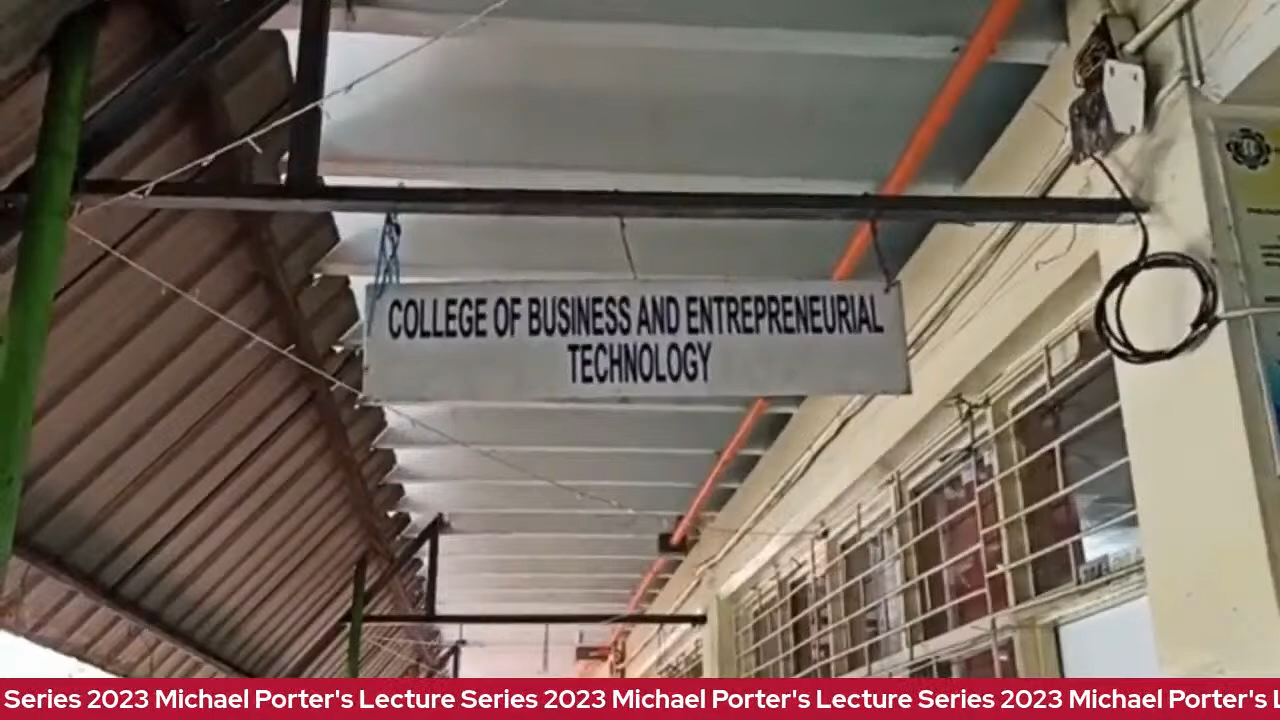 COLLEGE OF BUSINESS AND ENTREPRENEURIAL
TECHNOLOGY
Series 2023 Michael Porter's Lecture Series 2023 Michael Porter's Lecture Series 2023 Michael Porter's L